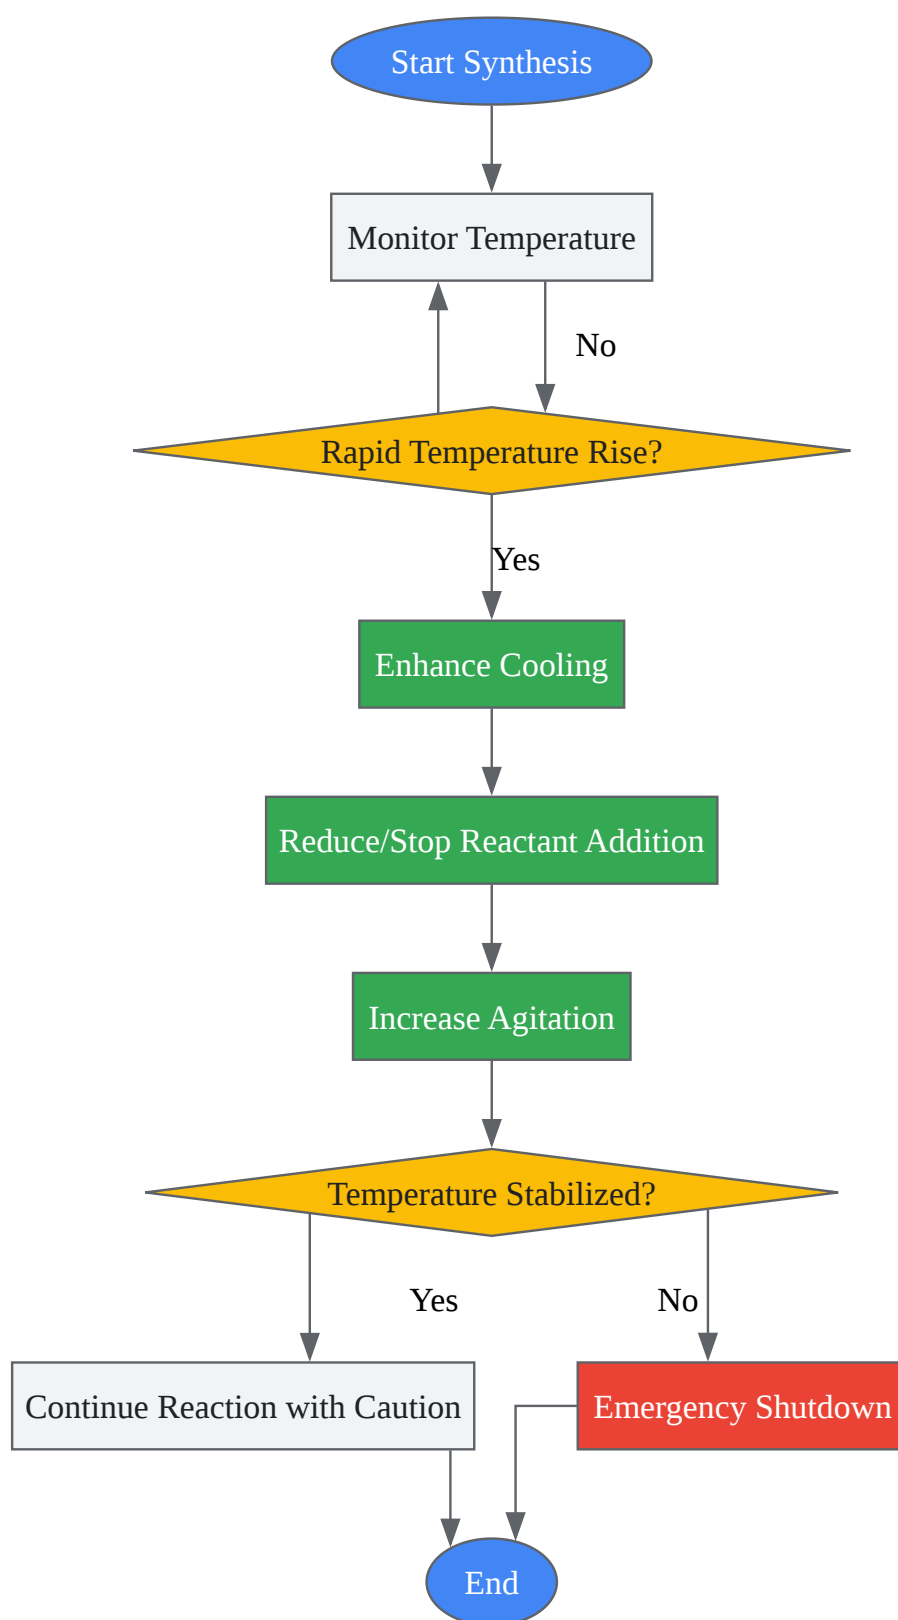 Start Synthesis
Monitor Temperature
No
Rapid Temperature Rise?
Yes
Enhance Cooling
Reduce/Stop Reactant Addition
Increase Agitation
Temperature Stabilized?
Yes
No
Continue Reaction with Caution
Emergency Shutdown
End